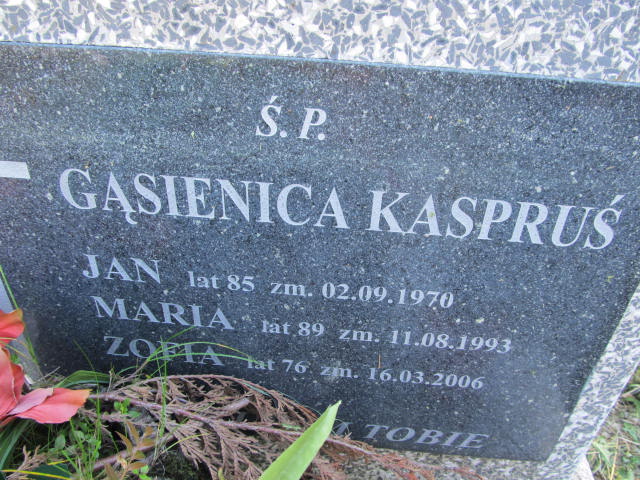 Ś. P.
GĄSIENICA KASPRUŚ
JAN lat 85 zm. 02.09.1970
MARIA lat 89 zm. 11.08.1993
ZOFIA lat 76 zm. 16.03.2006
TOBIE